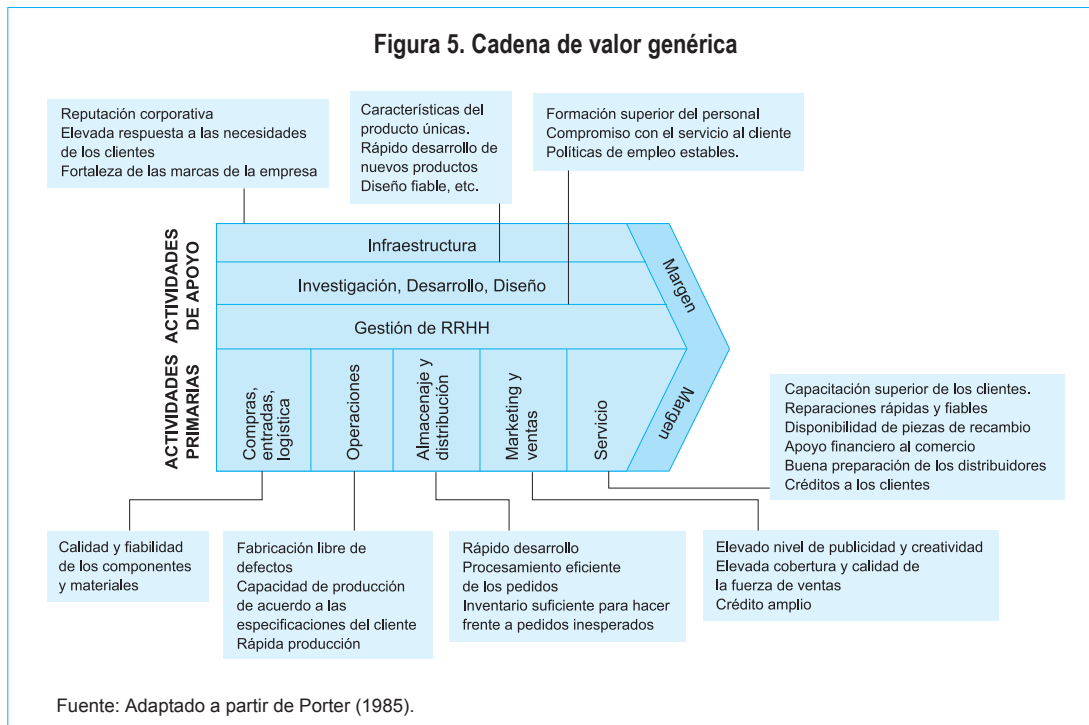 Figura 5. Cadena de valor genérica
Reputación corporativa
Elevada respuesta a las necesidades
de los clientes
Fortaleza de las marcas de la empresa
Características del
producto únicas.
Rápido desarrollo de
nuevos productos
Diseño fiable, etc.
Formación superior del personal
Compromiso con el servicio al cliente
Políticas de empleo estables.
ACTIVIDADES
DE APOYO
Infraestructura
Investigación, Desarrollo, Diseño
Gestión de RRHH
Margen
ACTIVIDADES
PRIMARIAS
Compras,
entradas,
logística
Operaciones
Almacenaje y
distribución
Marketing y
ventas
Servicio
Margen
Capacitación superior de los clientes.
Reparaciones rápidas y fiables
Disponibilidad de piezas de recambio
Apoyo financiero al comercio
Buena preparación de los distribuidores
Créditos a los clientes
Calidad y fiabilidad
de los componentes
y materiales
Fabricación libre de
defectos
Capacidad de producción
de acuerdo a las
especificaciones del cliente
Rápida producción
Rápido desarrollo
Procesamiento eficiente
de los pedidos
Inventario suficiente para hacer
frente a pedidos inesperados
Elevado nivel de publicidad y creatividad
Elevada cobertura y calidad de
la fuerza de ventas
Crédito amplio
Fuente: Adaptado a partir de Porter (1985).